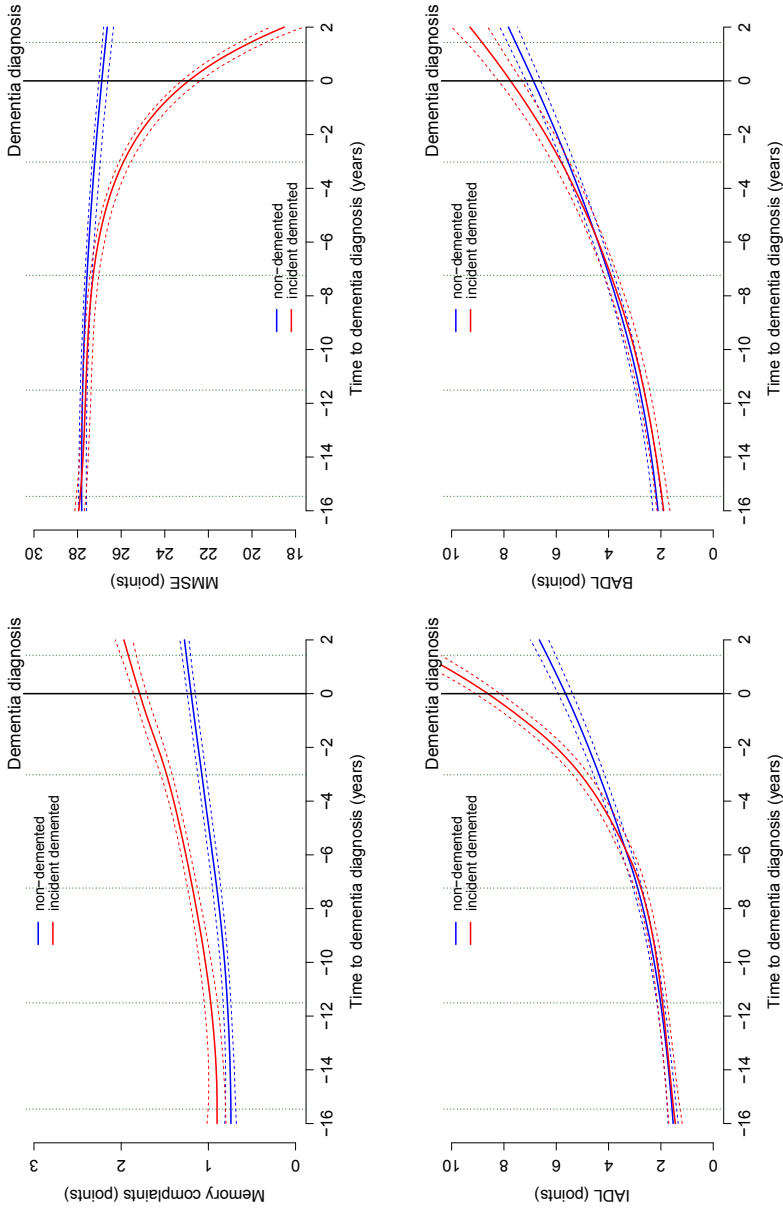 Dementia diagnosis
non−demented
incident demented
Memory complaints (points)
0
1
2
3
−16 −14 −12 −10 −8 −6 −4 −2 0 2
Time to dementia diagnosis (years)
Dementia diagnosis
non−demented
incident demented
MMSE (points)
18
20
22
24
26
28
30
−16 −14 −12 −10 −8 −6 −4 −2 0 2
Time to dementia diagnosis (years)
Dementia diagnosis
non−demented
incident demented
IADL (points)
0
2
4
6
8
10
−16 −14 −12 −10 −8 −6 −4 −2 0 2
Time to dementia diagnosis (years)
Dementia diagnosis
non−demented
incident demented
BADL (points)
0
2
4
6
8
10
−16 −14 −12 −10 −8 −6 −4 −2 0 2
Time to dementia diagnosis (years)